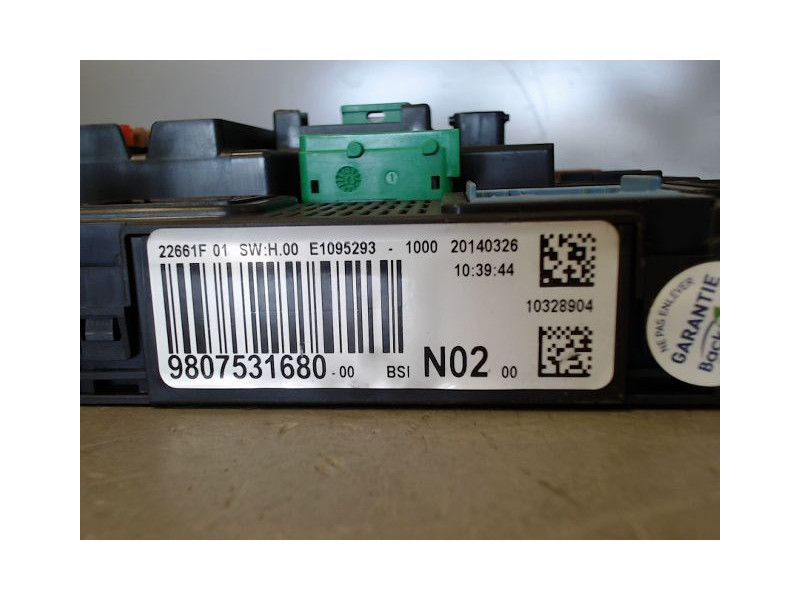 22661F 01 SW:H.00 E1095293 - 1000 20140326
10:39:44
10328904
9807531680 -00 BSI N02 00
NE PAS ENLEVER
GARANTIE
Back